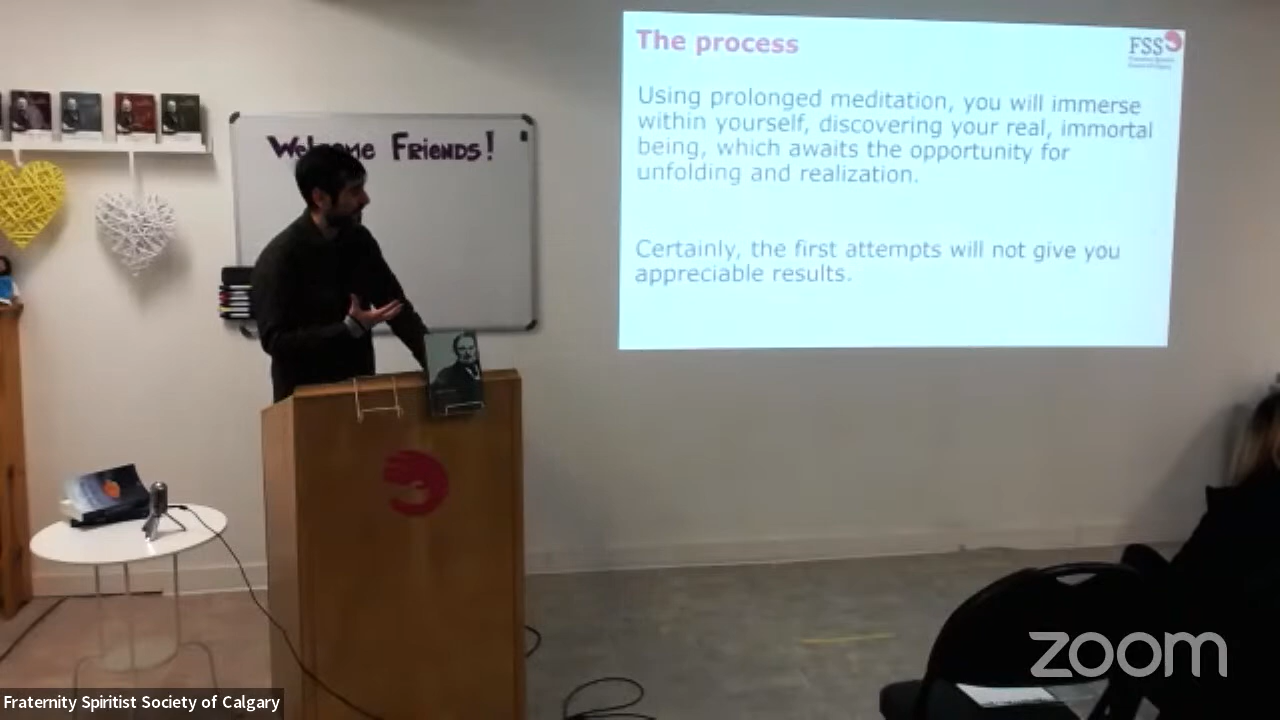 Welcome Friends!
The process
FSS
Using prolonged meditation, you will immerse
within yourself, discovering your real, immortal
being, which awaits the opportunity for
unfolding and realization.
Certainly, the first attempts will not give you
appreciable results.
zoom
Fraternity Spiritist Society of Calgary